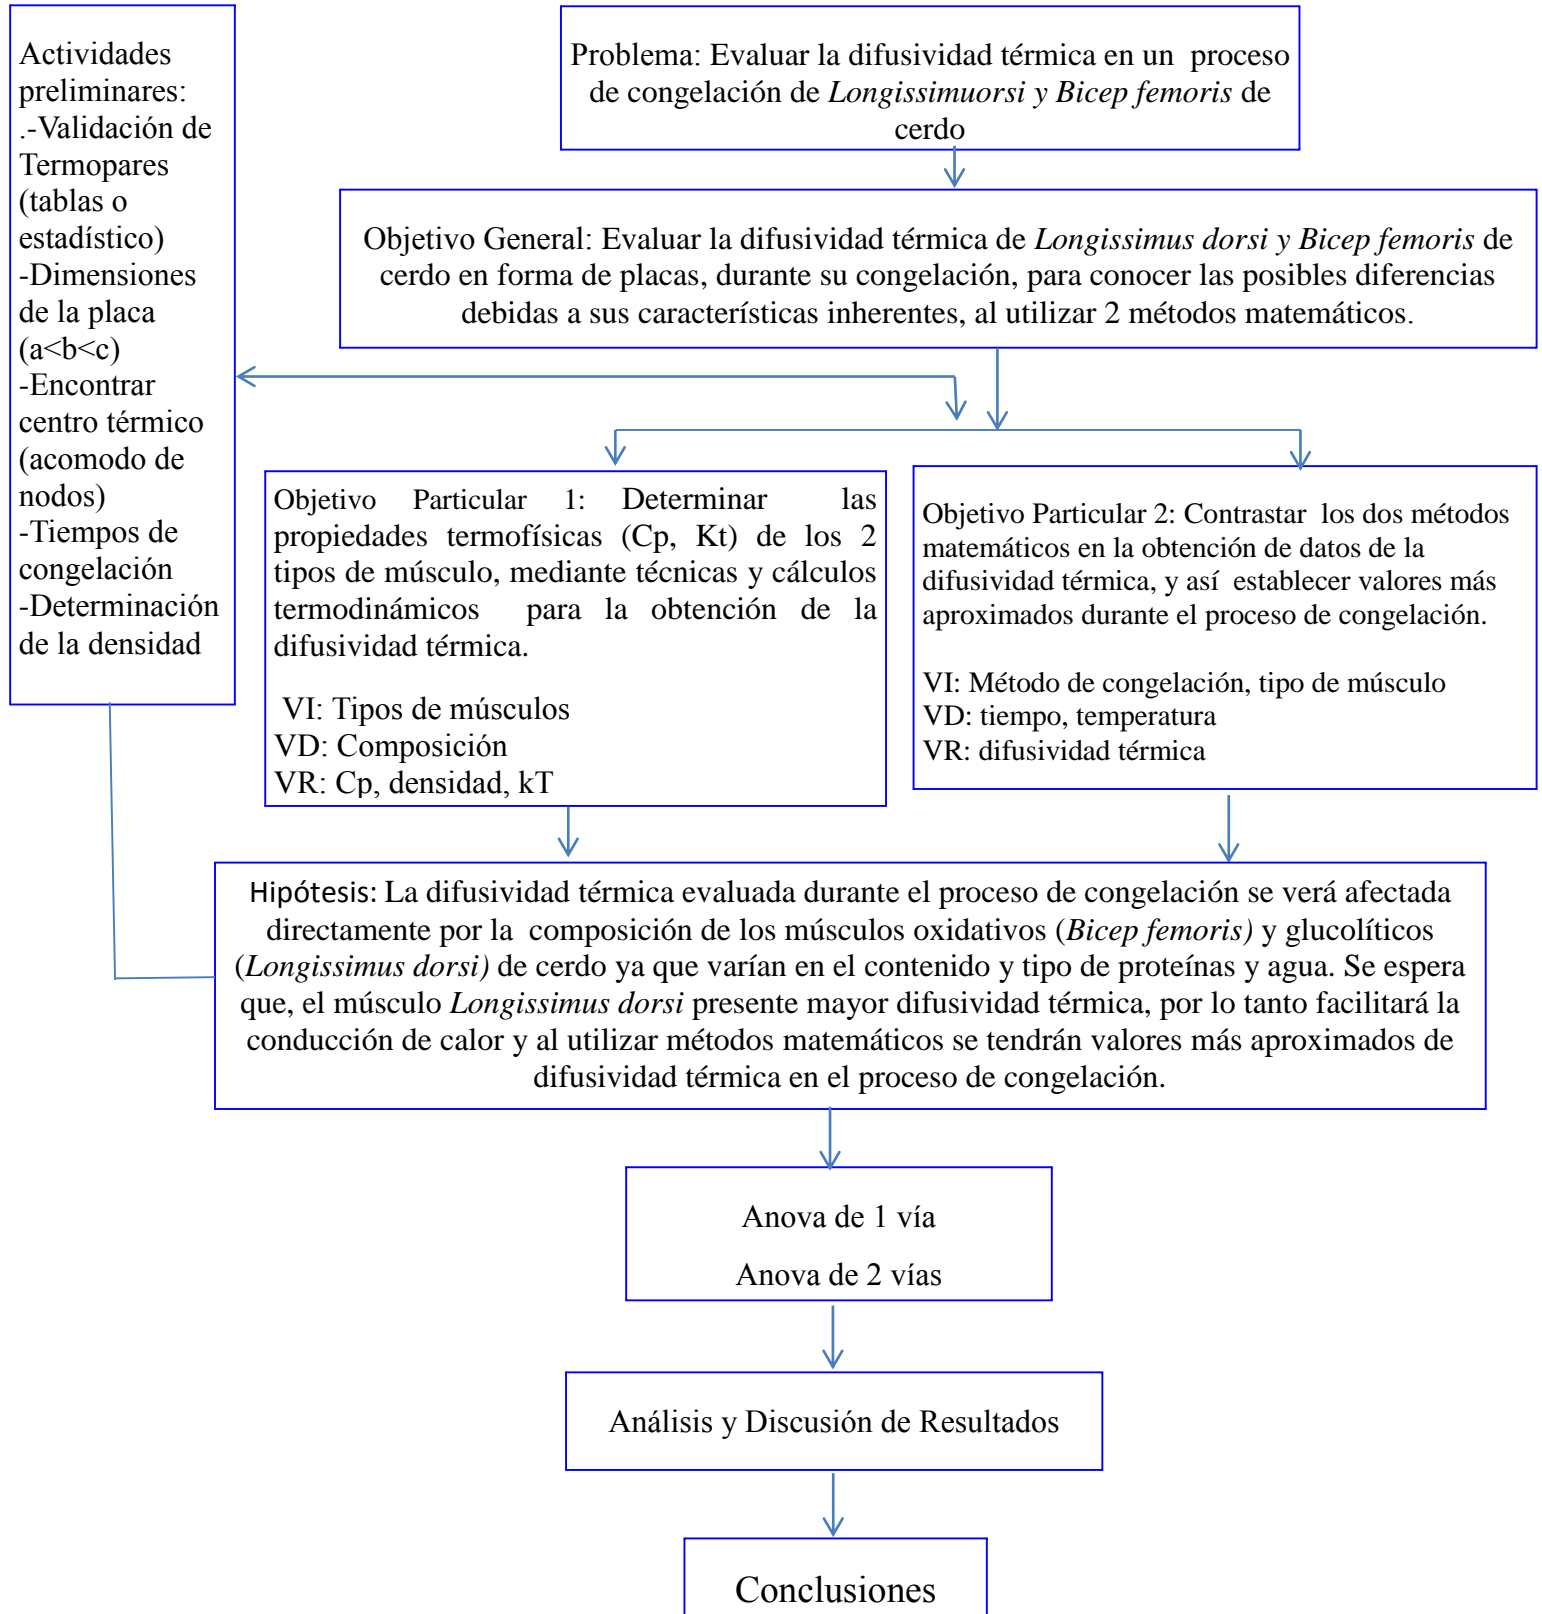 Actividades
preliminares:
.-Validación de
Termopares
(tablas o
estadístico)
-Dimensiones
de la placa
(a<b<c)
-Encontrar
centro térmico
(acomodo de
nodos)
-Tiempos de
congelación
-Determinación
de la densidad
Problema: Evaluar la difusividad térmica en un proceso
de congelación de Longissimuorsi y Bicep femoris de
cerdo
Objetivo General: Evaluar la difusividad térmica de Longissimus dorsi y Bicep femoris de
cerdo en forma de placas, durante su congelación, para conocer las posibles diferencias
debidas a sus características inherentes, al utilizar 2 métodos matemáticos.
Objetivo Particular 1: Determinar las
propiedades termofísicas (Cp, Kt) de los 2
tipos de músculo, mediante técnicas y cálculos
termodinámicos para la obtención de la
difusividad térmica.
VI: Tipos de músculos
VD: Composición
VR: Cp, densidad, kT
Objetivo Particular 2: Contrastar los dos métodos
matemáticos en la obtención de datos de la
difusividad térmica, y así establecer valores más
aproximados durante el proceso de congelación.
VI: Método de congelación, tipo de músculo
VD: tiempo, temperatura
VR: difusividad térmica
Hipótesis: La difusividad térmica evaluada durante el proceso de congelación se verá afectada
directamente por la composición de los músculos oxidativos (Bicep femoris) y glucolíticos
(Longissimus dorsi) de cerdo ya que varían en el contenido y tipo de proteínas y agua. Se espera
que, el músculo Longissimus dorsi presente mayor difusividad térmica, por lo tanto facilitará la
conducción de calor y al utilizar métodos matemáticos se tendrán valores más aproximados de
difusividad térmica en el proceso de congelación.
Anova de 1 vía
Anova de 2 vías
Análisis y Discusión de Resultados
Conclusiones